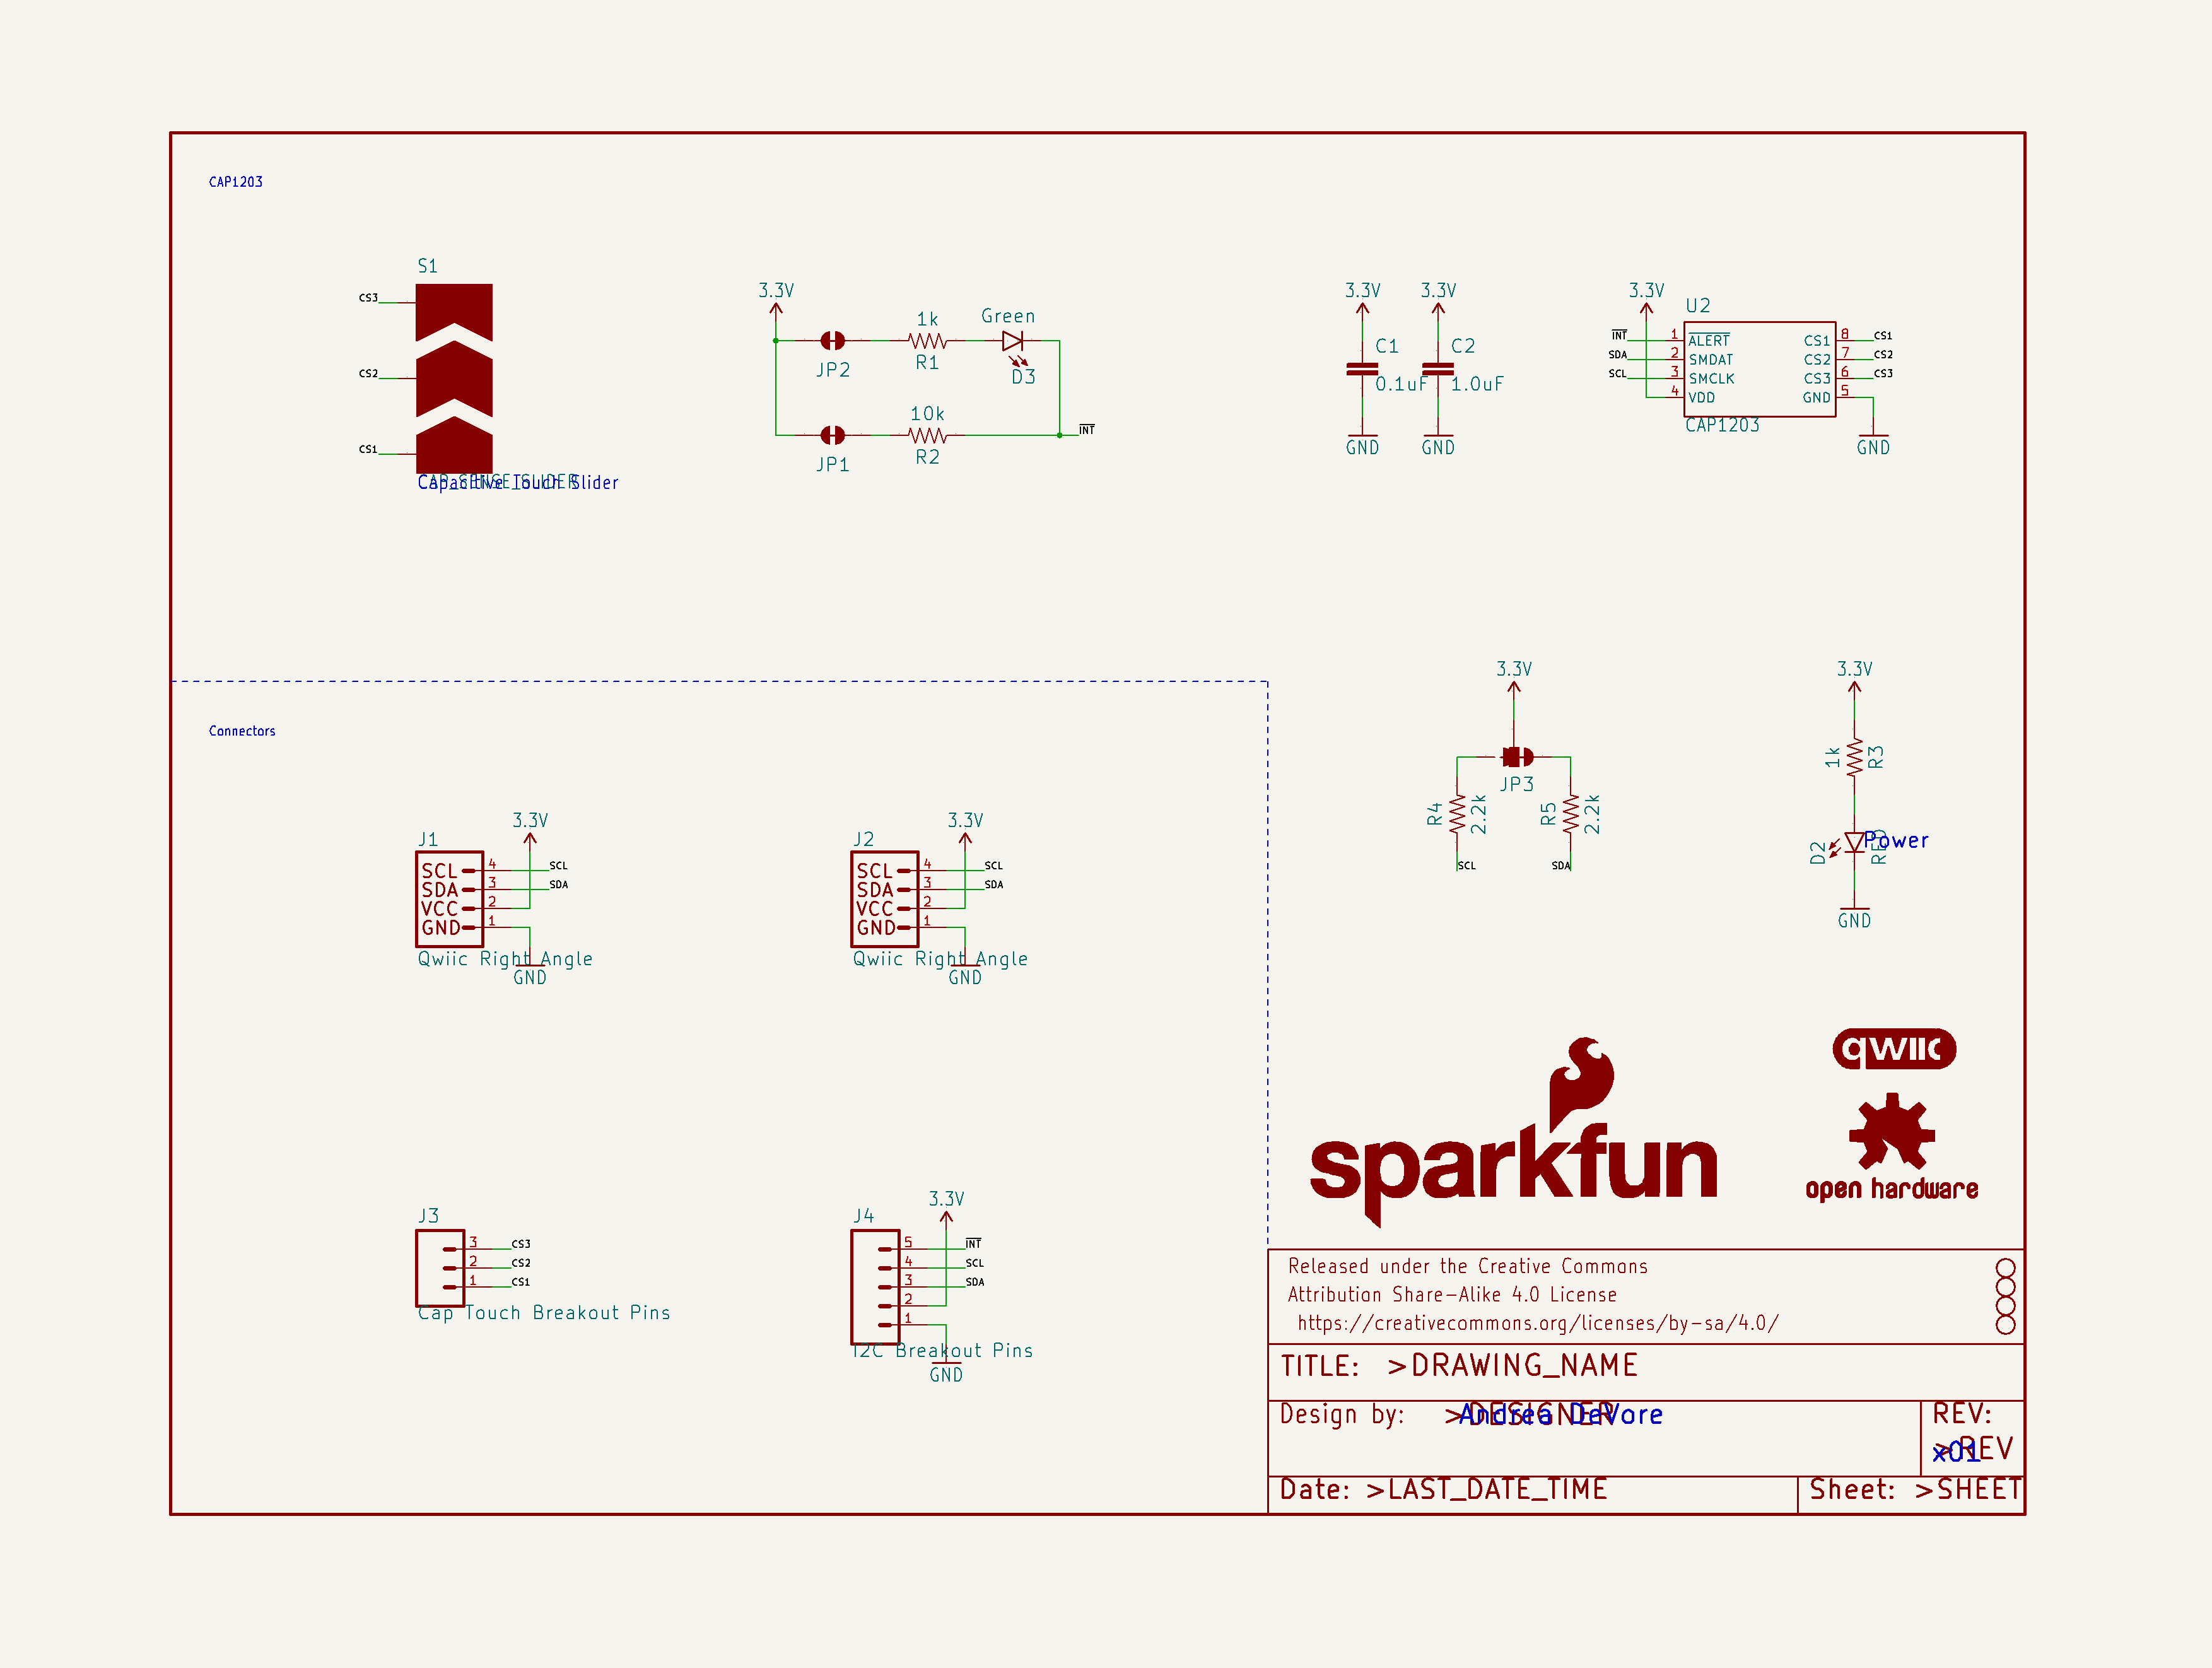 CAP1203
S1
CS3
CS2
CS1
CAP_SENSE_SLIDER
Capacitive Touch Slider
3.3V
JP2
1k
R1
Green
D3
JP1
10k
R2
INT
3.3V
C1
0.1uF
GND
3.3V
C2
1.0uF
GND
3.3V
U2
INT
SDA
SCL
1 ALERT
2 SMDAT
3 SMCLK
4 VDD
CS1 8
CS2 7
CS3 6
GND 5
CS1
CS2
CS3
CAP1203
GND
3.3V
JP3
R4
2.2k
R5
2.2k
SCL
SDA
3.3V
1k
R3
D2
RED
Power
GND
Connectors
J1
3.3V
SCL 4 SCL
SDA 3 SDA
VCC 2
GND 1
Qwiic Right Angle
GND
J2
3.3V
SCL 4 SCL
SDA 3 SDA
VCC 2
GND 1
Qwiic Right Angle
GND
J3
3 CS3
2 CS2
1 CS1
Cap Touch Breakout Pins
J4
3.3V
5 INT
4 SCL
3 SDA
2
1
I2C Breakout Pins
GND
sparkfun
qwiic
open hardware
Released under the Creative Commons
Attribution Share-Alike 4.0 License
https://creativecommons.org/licenses/by-sa/4.0/
TITLE: >DRAWING_NAME
Design by: >DESIGNER
Andrea DeVore
REV:
>REV
x01
Date: >LAST_DATE_TIME
Sheet: >SHEET